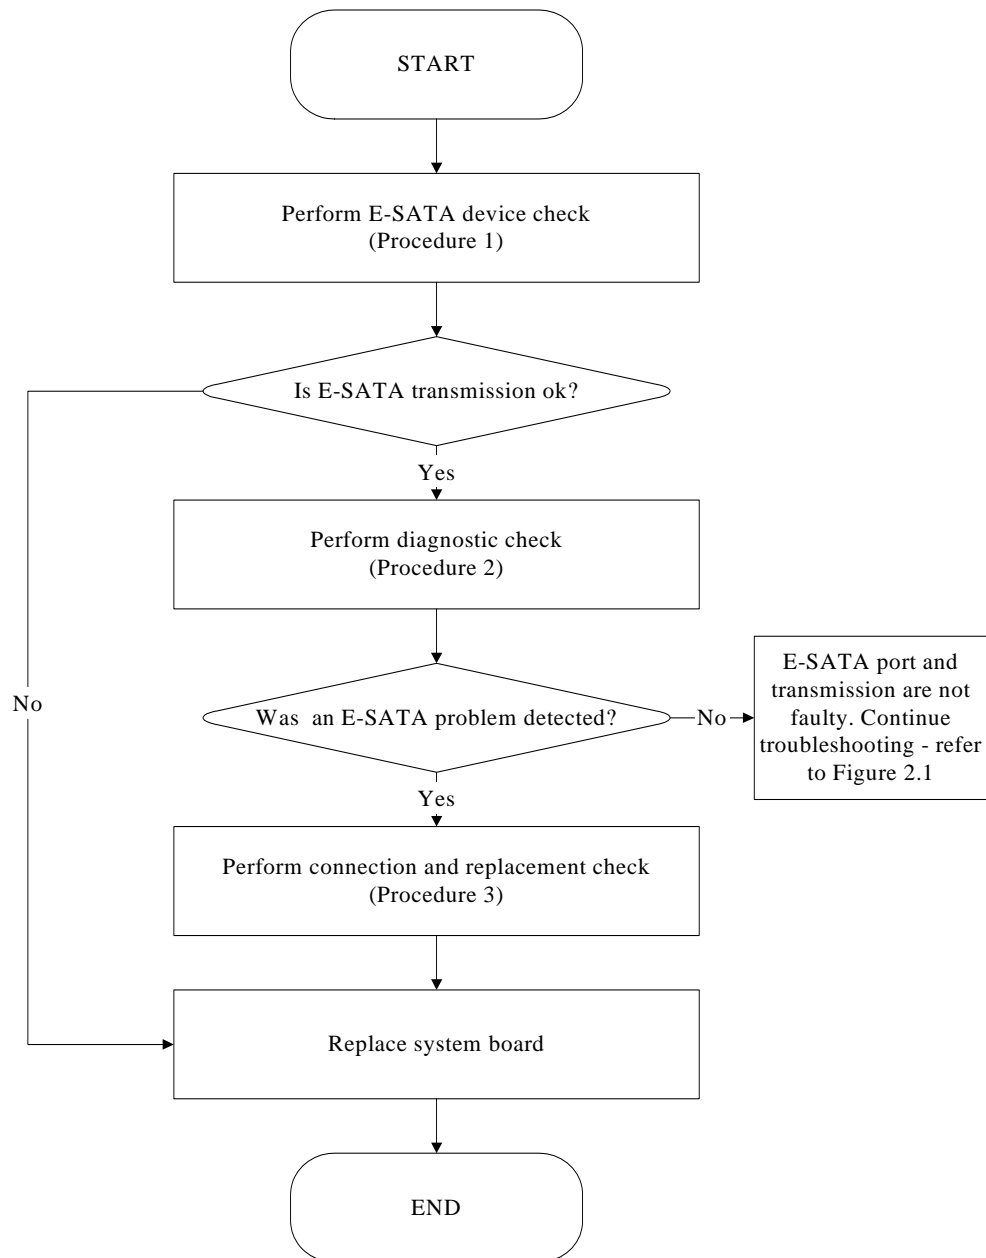 START
Perform E-SATA device check
(Procedure 1)
Is E-SATA transmission ok?
Yes
Perform diagnostic check
(Procedure 2)
No
Was an E-SATA problem detected?
No
E-SATA port and
transmission are not
faulty. Continue
troubleshooting - refer
to Figure 2.1
Yes
Perform connection and replacement check
(Procedure 3)
Replace system board
END